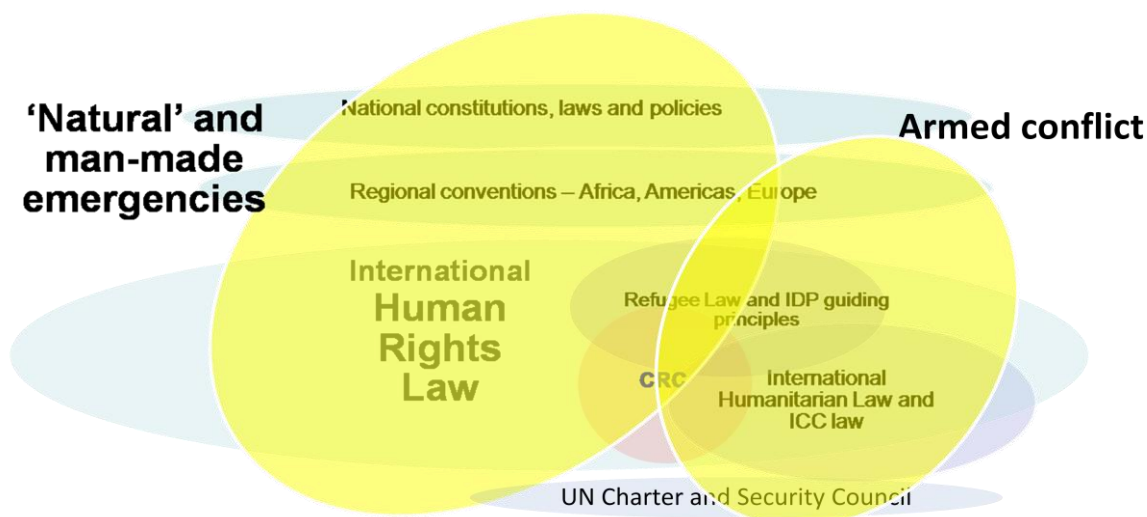 National constitutions, laws and policies
‘Natural’ and
man-made
emergencies
Armed conflict
Regional conventions – Africa, Americas, Europe
International
Human
Rights
Law
Refugee Law and IDP guiding
principles
CRC
International
Humanitarian Law and
ICC law
UN Charter and Security Council